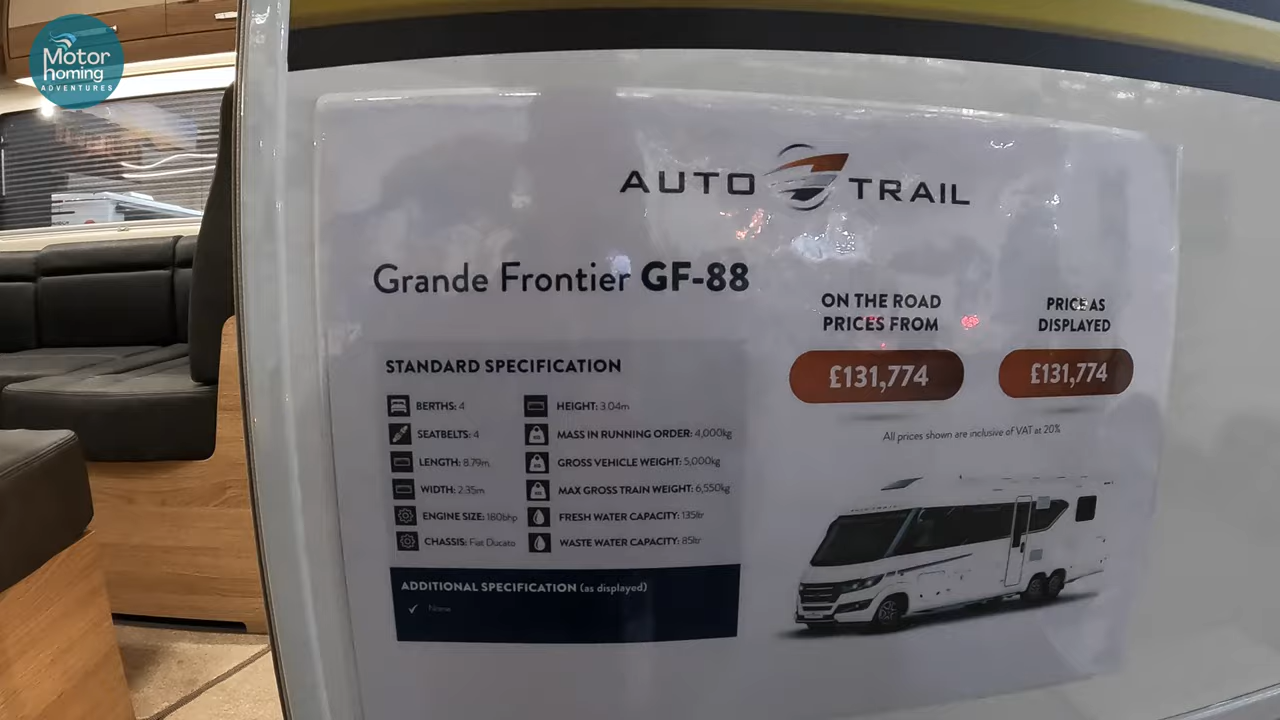 Motor
homing
ADVENTURES
AUTO TRAIL
Grande Frontier GF-88
ON THE ROAD
PRICES FROM
£131,774
PRICE AS
DISPLAYED
£131,774
All prices shown are inclusive of VAT at 20%
STANDARD SPECIFICATION
BERTHS: 4
SEATBELTS: 4
LENGTH: 8.79m
WIDTH: 2.35m
ENGINE SIZE: 180bhp
CHASSIS: Fiat Ducato
HEIGHT: 3.04m
MASS IN RUNNING ORDER: 4,000kg
GROSS VEHICLE WEIGHT: 5,000kg
MAX GROSS TRAIN WEIGHT: 6,550kg
FRESH WATER CAPACITY: 135ltr
WASTE WATER CAPACITY: 85ltr
ADDITIONAL SPECIFICATION (as displayed)
None